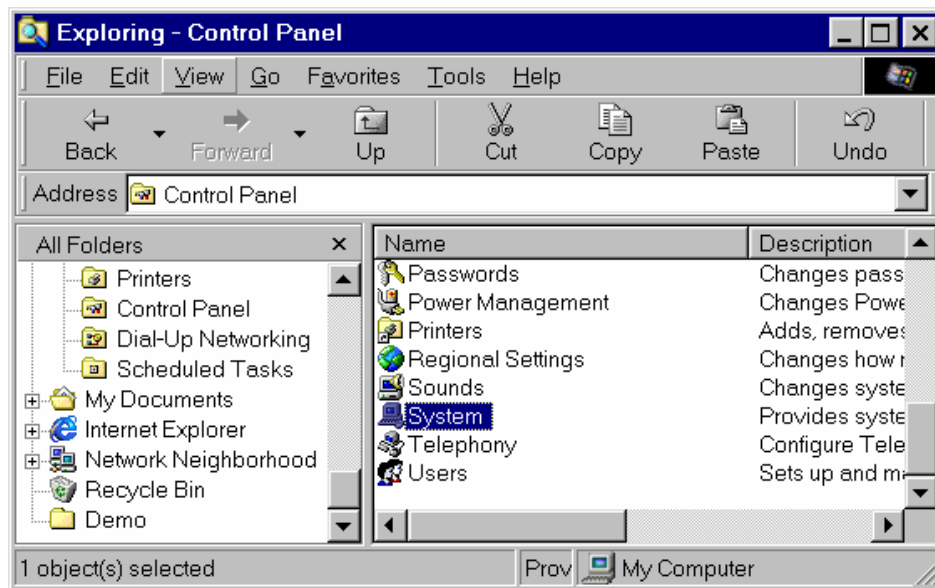 Exploring - Control Panel
File Edit View Go Favorites Tools Help
Back Forward Up Cut Copy Paste Undo
Address Control Panel
All Folders
Printers
Control Panel
Dial-Up Networking
Scheduled Tasks
My Documents
Internet Explorer
Network Neighborhood
Recycle Bin
Demo
Name Description
Passwords Changes pass
Power Management Changes Powe
Printers Adds, removes
Regional Settings Changes how
Sounds Changes syste
System Provides syste
Telephony Configure Tele
Users Sets up and m
1 object(s) selected Prov My Computer